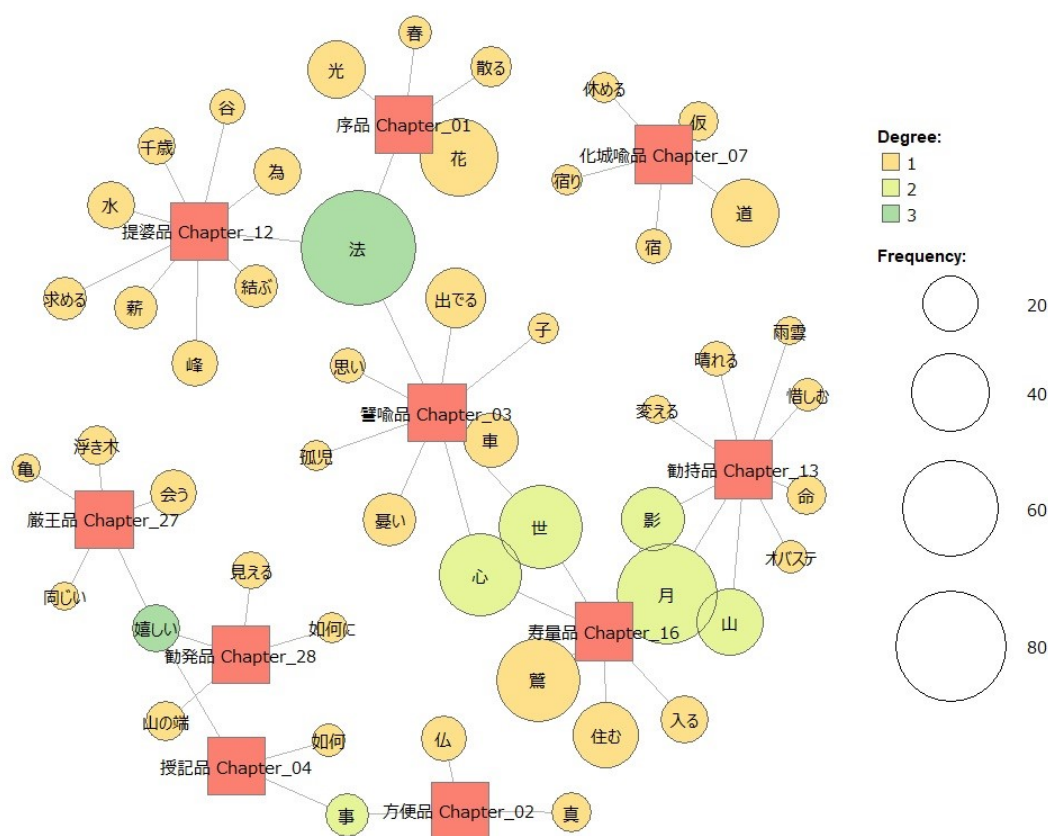 春
光
散る
序品 Chapter_01
花
谷
千歳
為
水
提婆品 Chapter_12
法
求める
薪
結ぶ
峰
休める
仮
化城喩品 Chapter_07
宿り
道
宿
出でる
子
思い
譬喩品 Chapter_03
車
孤児
憂い
世
心
雨雲
晴れる
惜しむ
変える
勧持品 Chapter_13
命
影
オバステ
月
山
寿量品 Chapter_16
鷲
住む
入る
浮き木
亀
会う
厳王品 Chapter_27
同じい
嬉しい
見える
如何に
勧発品 Chapter_28
山の端
如何
授記品 Chapter_04
事
仏
方便品 Chapter_02
真
Degree:
1
2
3
Frequency:
20
40
60
80